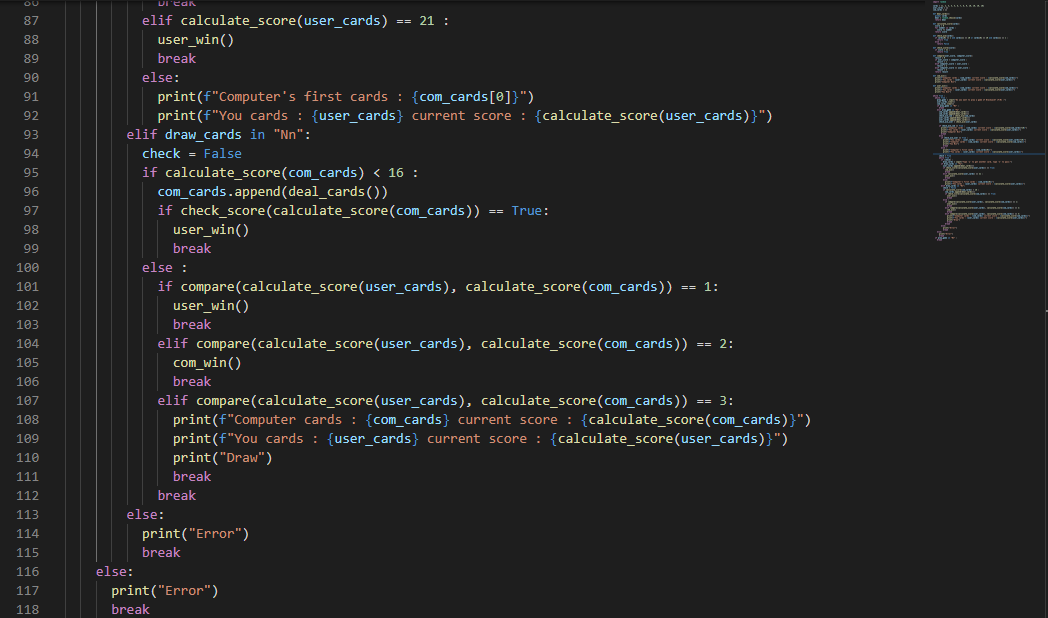 86 break
87 elif calculate_score(user_cards) == 21 :
88 user_win()
89 break
90 else:
91 print(f"Computer's first cards : {com_cards[0]}")
92 print(f"You cards : {user_cards} current score : {calculate_score(user_cards)}")
93 elif draw_cards in "Nn":
94 check = False
95 if calculate_score(com_cards) < 16 :
96 com_cards.append(deal_cards())
97 if check_score(calculate_score(com_cards)) == True:
98 user_win()
99 break
100 else :
101 if compare(calculate_score(user_cards), calculate_score(com_cards)) == 1:
102 user_win()
103 break
104 elif compare(calculate_score(user_cards), calculate_score(com_cards)) == 2:
105 com_win()
106 break
107 elif compare(calculate_score(user_cards), calculate_score(com_cards)) == 3:
108 print(f"Computer cards : {com_cards} current score : {calculate_score(com_cards)}")
109 print(f"You cards : {user_cards} current score : {calculate_score(user_cards)}")
110 print("Draw")
111 break
112 break
113 else:
114 print("Error")
115 break
116 else:
117 print("Error")
118 break